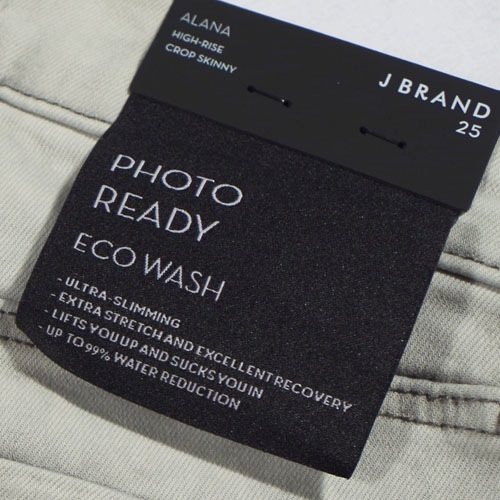 ALANA
HIGH-RISE
CROP SKINNY
J BRAND
25
PHOTO
READY
ECO WASH
- ULTRA-SLIMMING
- EXTRA STRETCH AND EXCELLENT RECOVERY
- LIFTS YOU UP AND SUCKS YOU IN
- UP TO 99% WATER REDUCTION